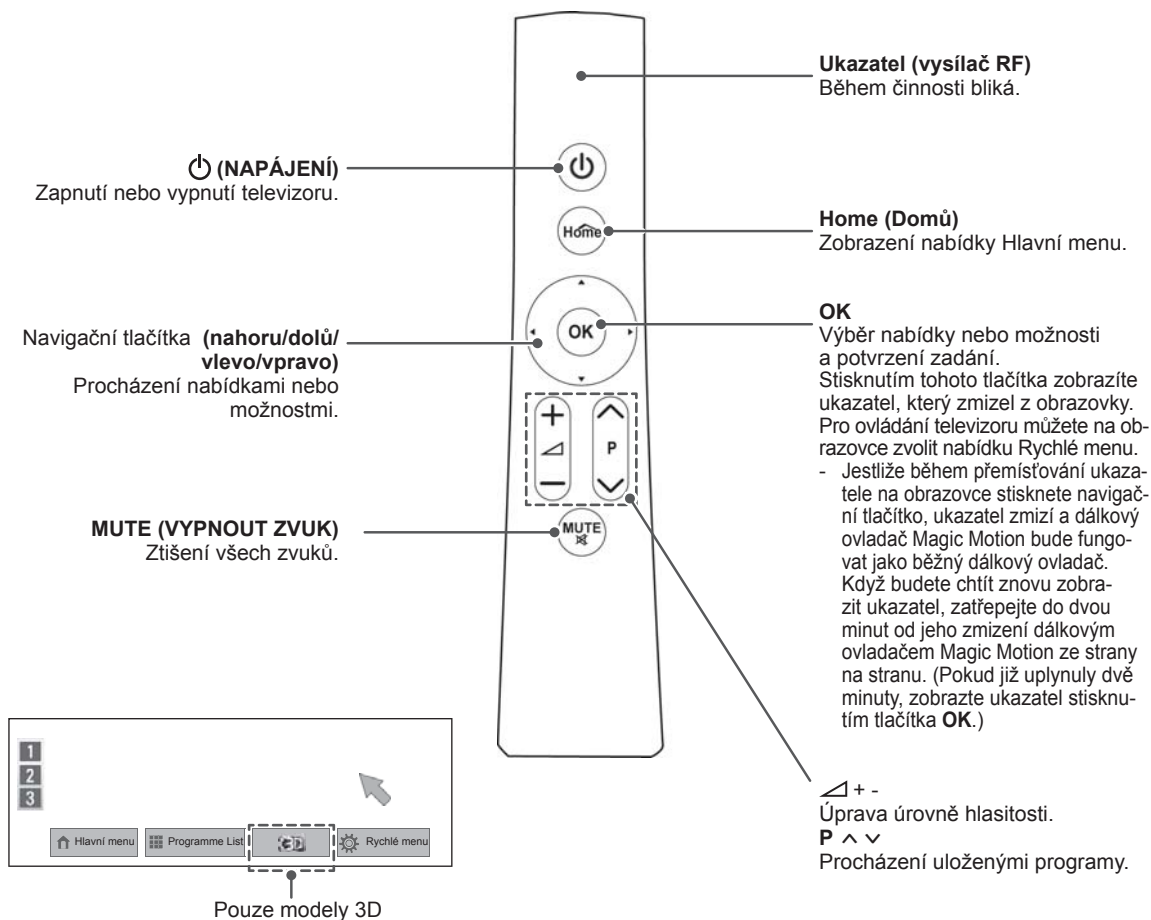 Ukazatel (vysílač RF)
Během činnosti bliká.
(NAPÁJENÍ)
Zapnutí nebo vypnutí televizoru.
Home
Home (Domů)
Zobrazení nabídky Hlavní menu.
Navigační tlačítka (nahoru/dolů/
vlevo/vpravo)
Procházení nabídkami nebo
možnostmi.
OK
OK
Výběr nabídky nebo možnosti
a potvrzení zadání.
Stisknutím tohoto tlačítka zobrazíte
ukazatel, který zmizel z obrazovky.
Pro ovládání televizoru můžete na ob-
razovce zvolit nabídku Rychlé menu.
- Jestliže během přemísťování ukaza-
tele na obrazovce stisknete navigač-
ní tlačítko, ukazatel zmizí a dálkový
ovladač Magic Motion bude fungo-
vat jako běžný dálkový ovladač.
Když budete chtít znovu zobra-
zit ukazatel, zatřepejte do dvou
minut od jeho zmizení dálkovým
ovladačem Magic Motion ze strany
na stranu. (Pokud již uplynuly dvě
minuty, zobrazte ukazatel stisknu-
tím tlačítka OK.)
+
P
−
MUTE (VYPNOUT ZVUK)
Ztišení všech zvuků.
MUTE
+ -
Úprava úrovně hlasitosti.
P ^ v
Procházení uloženými programy.
1
2
3
Hlavní menu
Programme List
3D
Rychlé menu
Pouze modely 3D